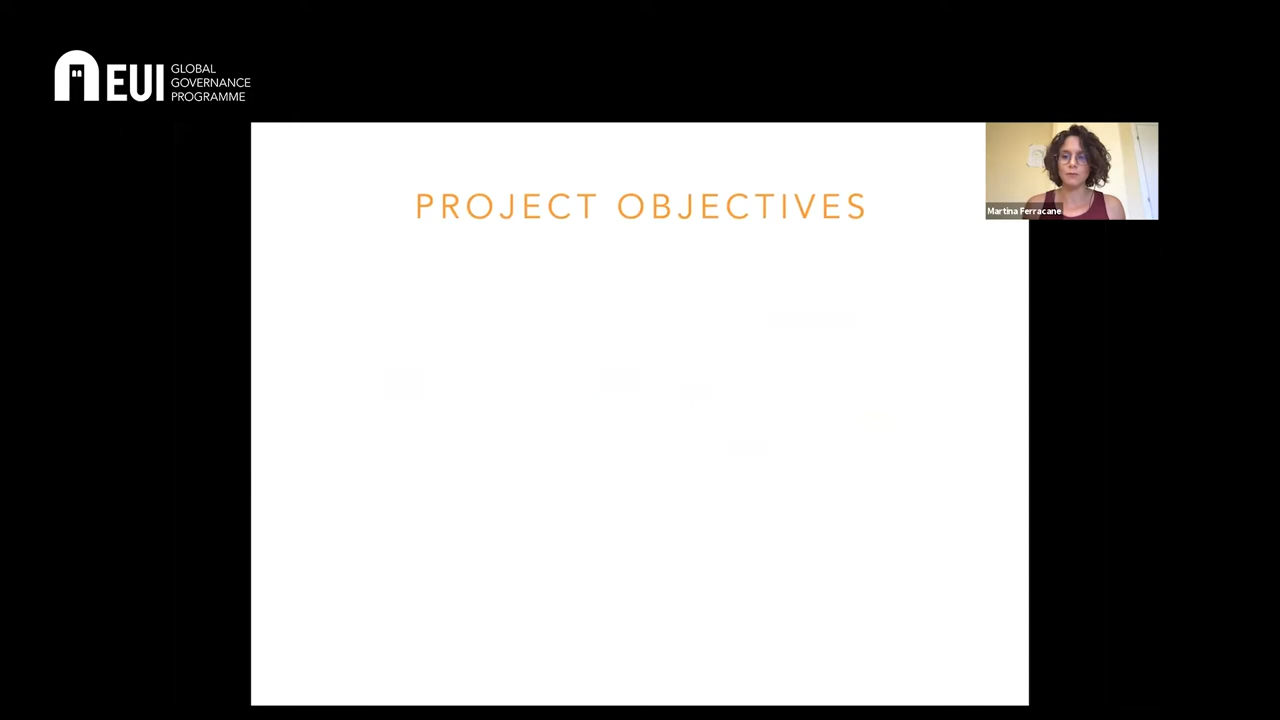 EUI
GLOBAL
GOVERNANCE
PROGRAMME
PROJECT OBJECTIVES
Martina Ferracane